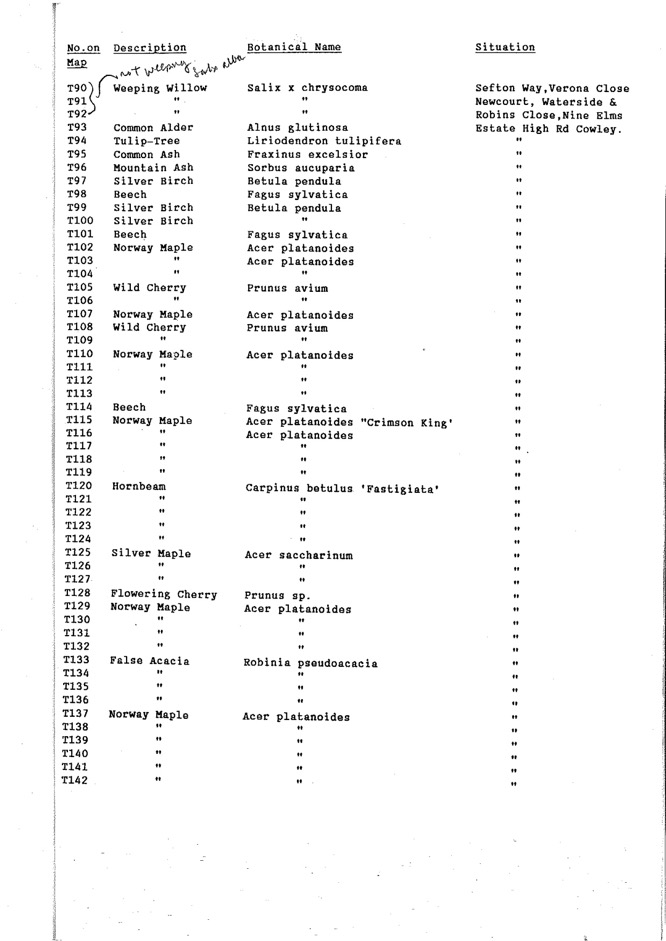 No.on Description Botanical Name Situation
Map
not weeping salix alba
T90 Weeping Willow Salix x chrysocoma Sefton Way,Verona Close
T91 " " Newcourt, Waterside &
T92 " " Robins Close,Nine Elms
T93 Common Alder Alnus glutinosa Estate High Rd Cowley.
T94 Tulip-Tree Liriodendron tulipifera "
T95 Common Ash Fraxinus excelsior "
T96 Mountain Ash Sorbus aucuparia "
T97 Silver Birch Betula pendula "
T98 Beech Fagus sylvatica "
T99 Silver Birch Betula pendula "
T100 Silver Birch " "
T101 Beech Fagus sylvatica "
T102 Norway Maple Acer platanoides "
T103 " Acer platanoides "
T104 " " "
T105 Wild Cherry Prunus avium "
T106 " " "
T107 Norway Maple Acer platanoides "
T108 Wild Cherry Prunus avium "
T109 " " "
T110 Norway Maple Acer platanoides "
T111 " " "
T112 " " "
T113 " " "
T114 Beech Fagus sylvatica "
T115 Norway Maple Acer platanoides "Crimson King' "
T116 " Acer platanoides "
T117 " " "
T118 " " "
T119 " " "
T120 Hornbeam Carpinus betulus 'Fastigiata' "
T121 " " "
T122 " " "
T123 " " "
T124 " " "
T125 Silver Maple Acer saccharinum "
T126 " " "
T127 " " "
T128 Flowering Cherry Prunus sp. "
T129 Norway Maple Acer platanoides "
T130 " " "
T131 " " "
T132 " " "
T133 False Acacia Robinia pseudoacacia "
T134 " " "
T135 " " "
T136 " " "
T137 Norway Maple Acer platanoides "
T138 " " "
T139 " " "
T140 " " "
T141 " " "
T142 " " "